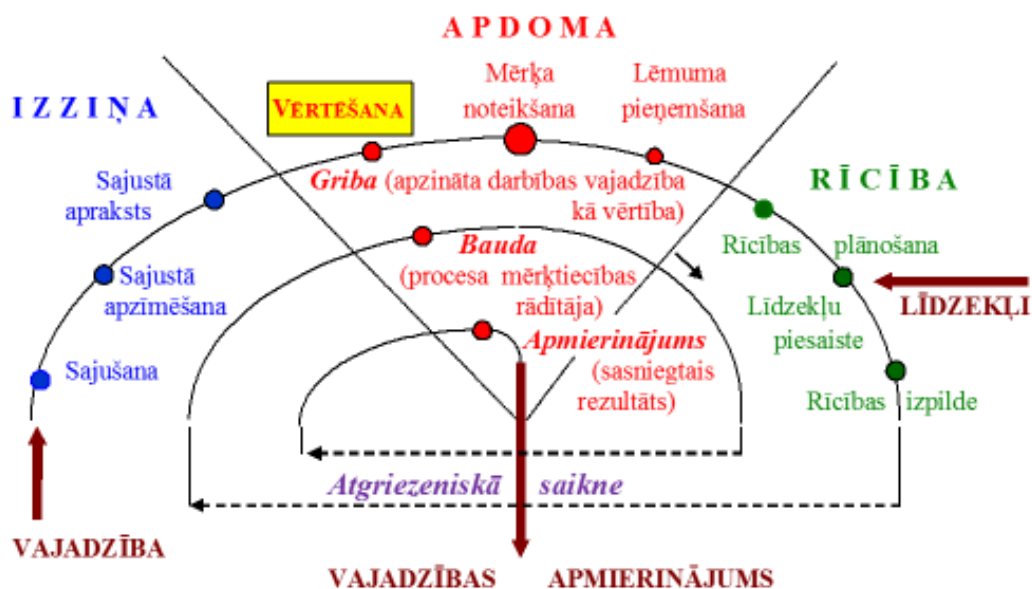 APDOMA
IZZIŅA
VĒRTĒŠANA
Mērķa
noteikšana
Lēmuma
pieņemšana
Sajustā
apraksts
Griba (apzināta darbības vajadzība
kā vērtība)
RĪCĪBA
Bauda
(procesa mērķtiecības
rādītāja)
Rīcības plānošana
Sajustā
apzīmēšana
Līdzekļu
piesaiste
LĪDZEKĻI
Apmierinājums
(sasniegtais
rezultāts)
Sajušana
Rīcības izpilde
Atgriezeniskā saikne
VAJADZĪBA
VAJADZĪBAS APMIERINĀJUMS